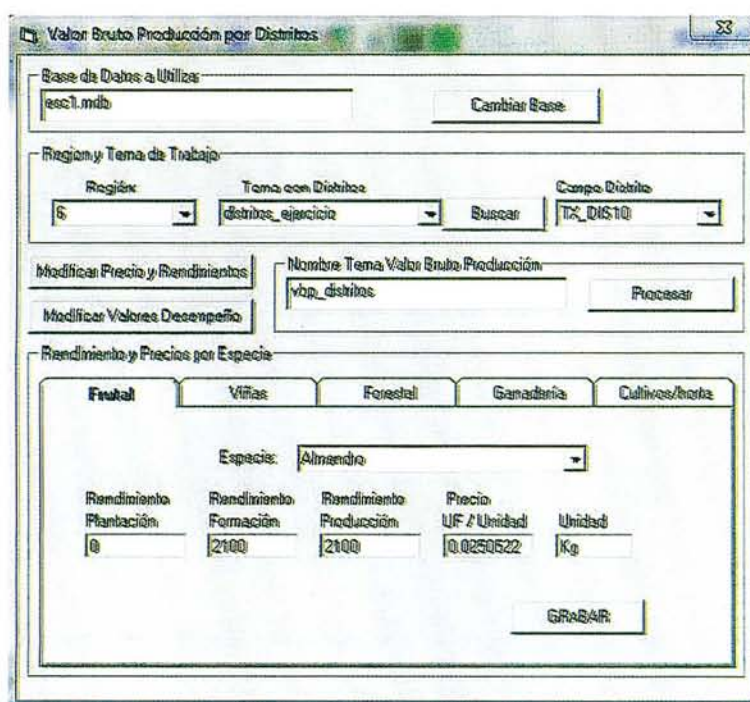 Valor Bruto Producción por Distritos
Base de Datos a Utilizar
esc1.mdb
Cambiar Base
Region y Tema de Trabajo
Región:
Tema con Distritos
Campo Distrito
6
distritos_ejercicio
Buscar
TX_DIS10
Modificar Precio y Rendimientos
Nombre Tema Valor Bruto Producción
vbp_distritos
Procesar
Modificar Valores Desempeño
Rendimiento y Precios por Especie
Frutal
Viñas
Forestal
Ganadería
Cultivos/horta
Especie:
Almendro
Rendimiento Plantación
Rendimiento Formación
Rendimiento Producción
Precio UF / Unidad
Unidad
0
2100
2100
0.0250522
Kg
GRABAR